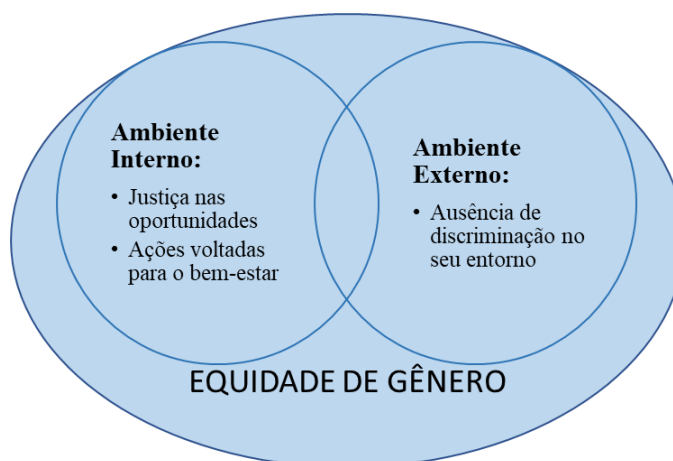 Ambiente
Interno:
• Justiça nas
oportunidades
• Ações voltadas
para o bem-estar
Ambiente
Externo:
• Ausência de
discriminação no
seu entorno
EQUIDADE DE GÊNERO